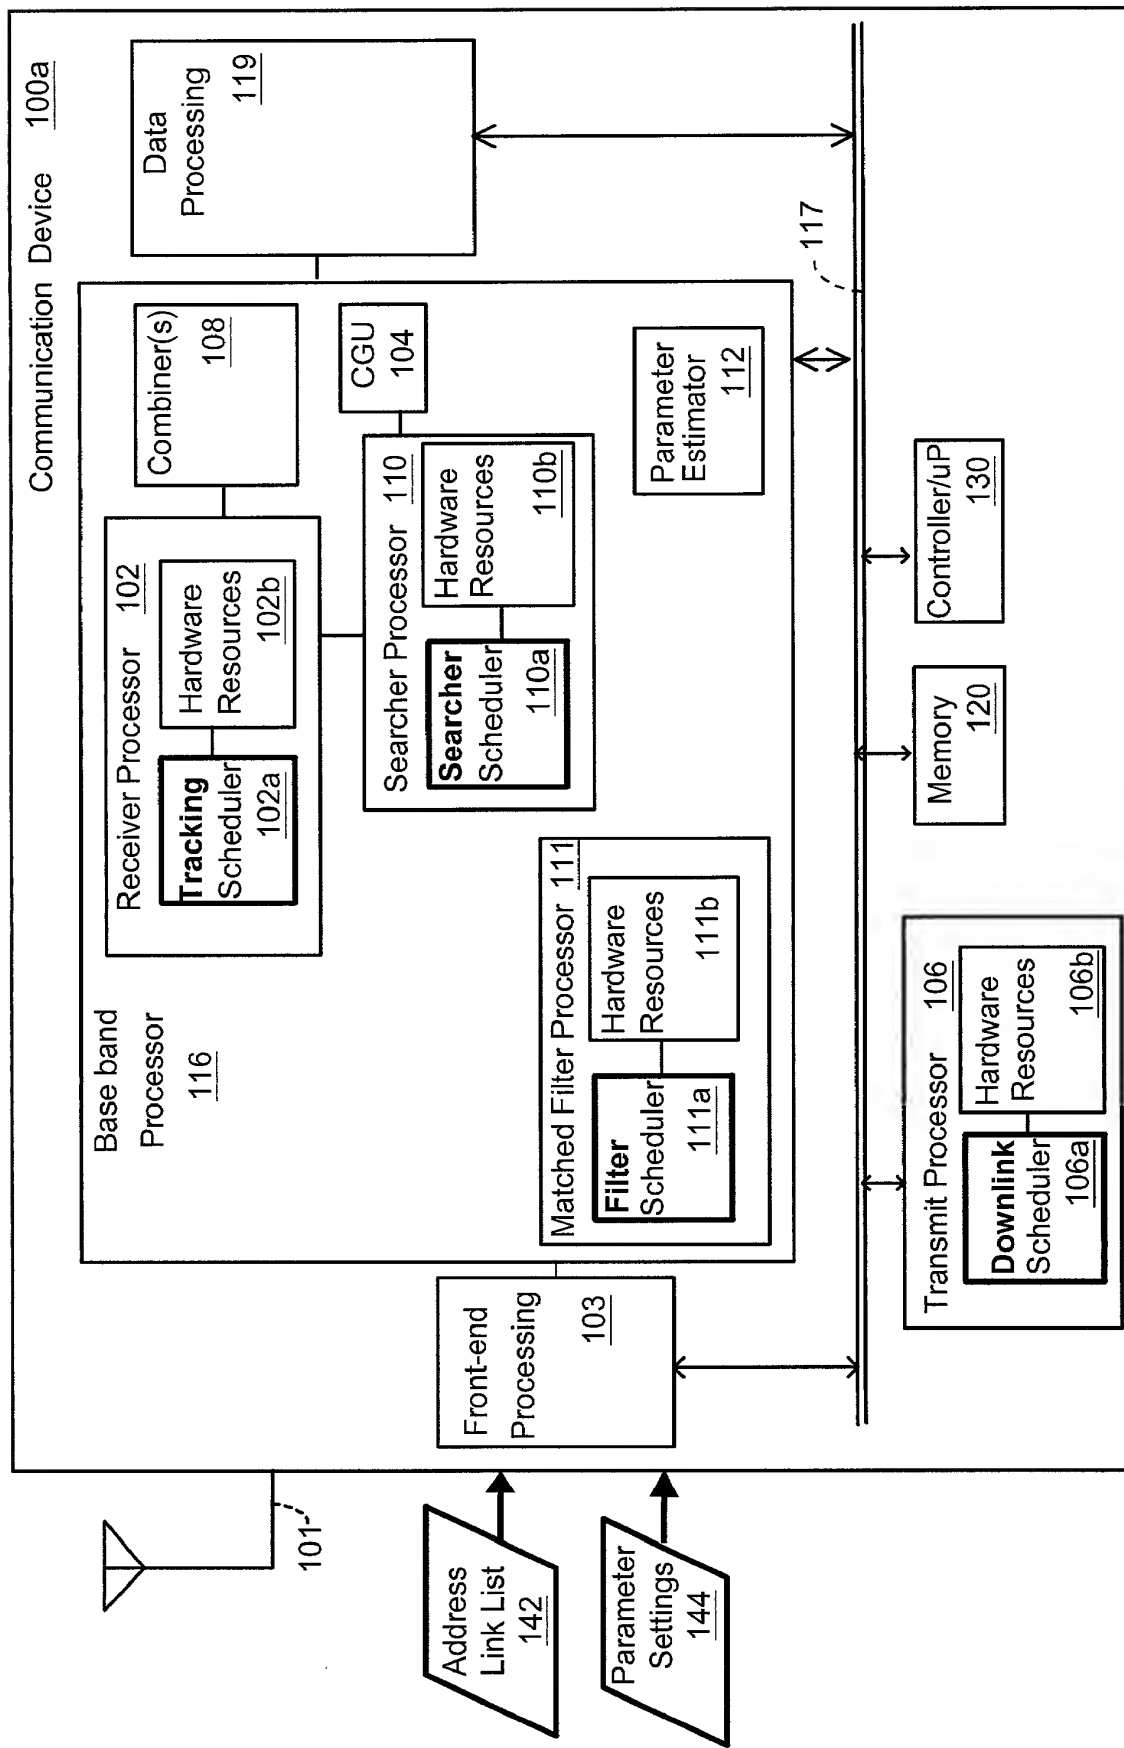 Communication Device 100a
Data
Processing
119
Base band
Processor
116
Receiver Processor 102
Tracking
Scheduler
102a
Hardware
Resources
102b
Combiner(s)
108
CGU
104
Searcher Processor 110
Searcher
Scheduler
110a
Hardware
Resources
110b
Matched Filter Processor 111
Filter
Scheduler
111a
Hardware
Resources
111b
Parameter
Estimator
112
101
Address
Link List
142
Parameter
Settings
144
Front-end
Processing
103
117
Transmit Processor 106
Downlink
Scheduler
106a
Hardware
Resources
106b
Memory
120
Controller/uP
130